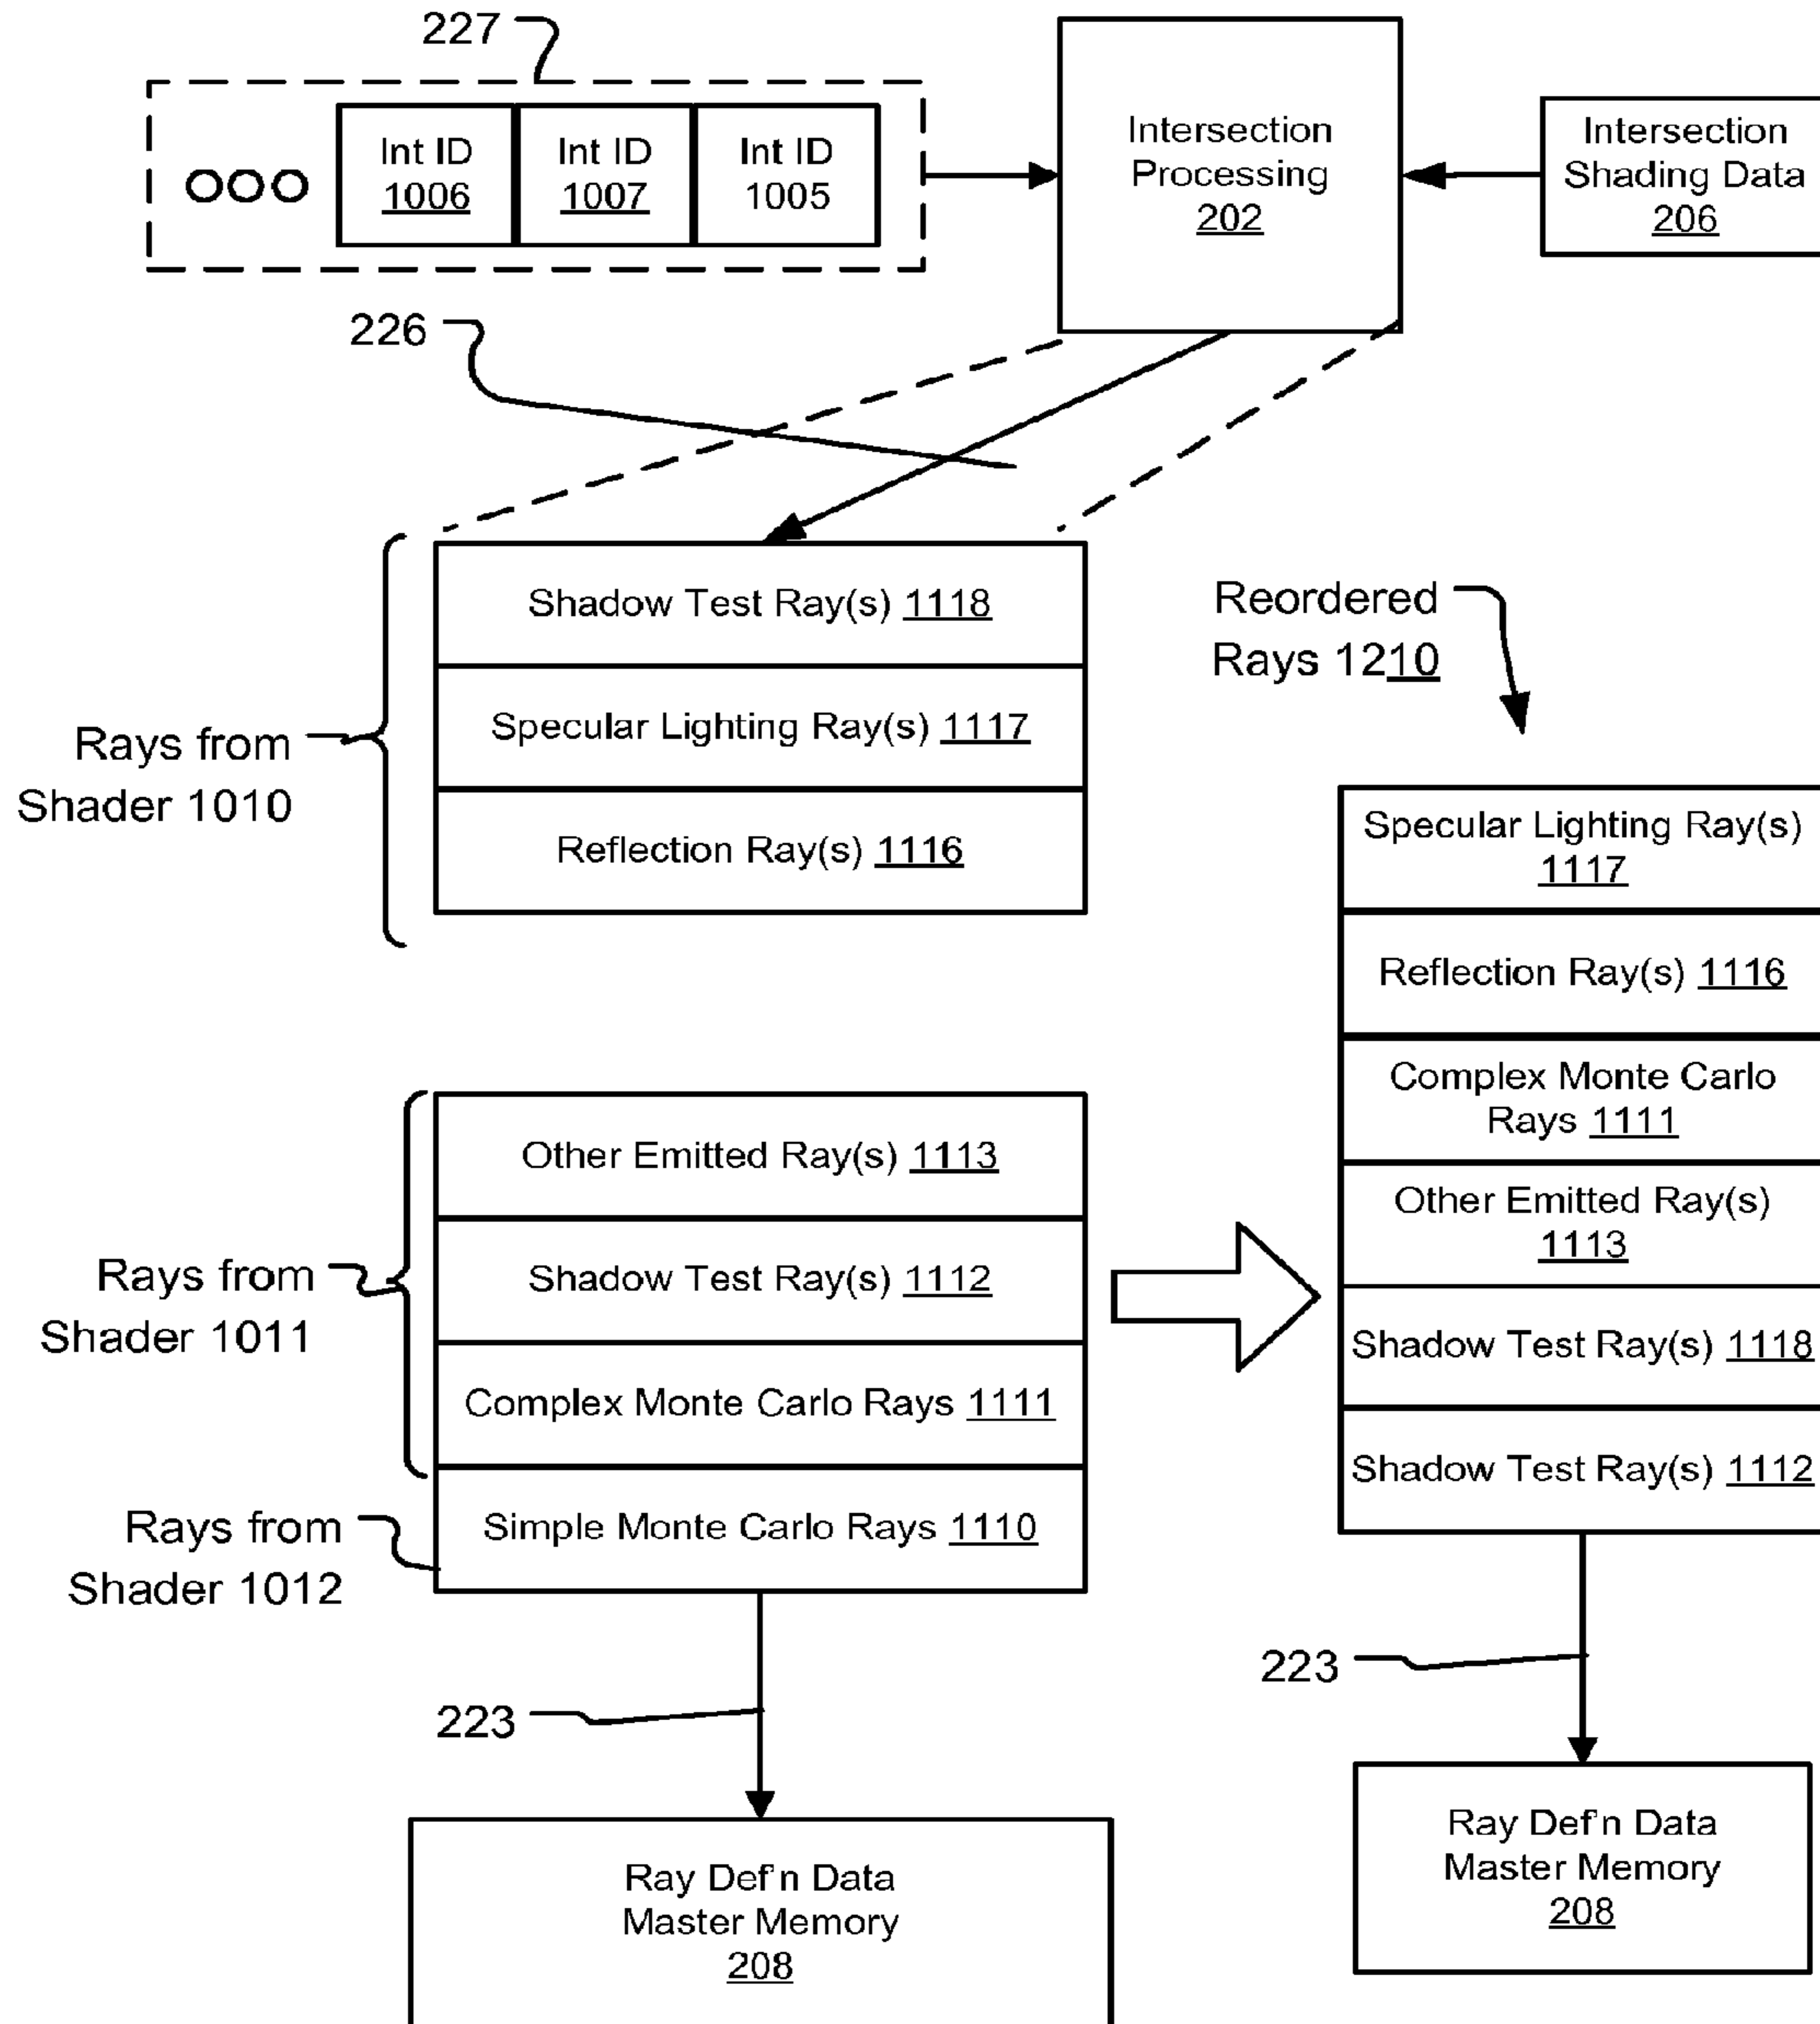 227
Int ID
1006
Int ID
1007
Int ID
1005
Intersection
Processing
202
Intersection
Shading Data
206
226
Rays from
Shader 1010
Shadow Test Ray(s) 1118
Specular Lighting Ray(s) 1117
Reflection Ray(s) 1116
Reordered
Rays 1210
Rays from
Shader 1011
Other Emitted Ray(s) 1113
Shadow Test Ray(s) 1112
Complex Monte Carlo Rays 1111
Rays from
Shader 1012
Simple Monte Carlo Rays 1110
Specular Lighting Ray(s)
1117
Reflection Ray(s) 1116
Complex Monte Carlo
Rays 1111
Other Emitted Ray(s)
1113
Shadow Test Ray(s) 1118
Shadow Test Ray(s) 1112
223
223
Ray Def'n Data
Master Memory
208
Ray Def'n Data
Master Memory
208